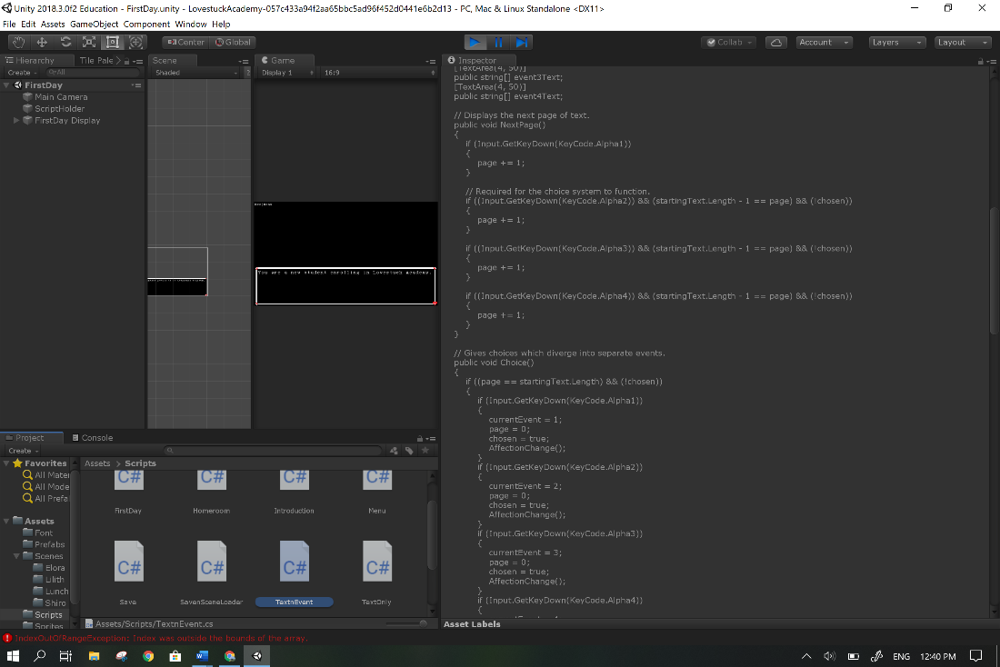 Unity 2018.3.0f2 Education - FirstDay.unity - LovestuckAcademy-057c433a94f2aa65bbc5ad96f452d0441e6b2d13 - PC, Mac & Linux Standalone <DX11>
File Edit Assets GameObject Component Window Help
Center Global Collab Account Layers Layout
Hierarchy Tile Pale Scene Game Inspector
Create All Shaded 2 Display 1 16:9
FirstDay
Main Camera
ScriptHolder
FirstDay Display
You are a new student enrolling in Lovestuck Academy.
[TextArea(4, 50)]
public string[] event3Text;
[TextArea(4, 50)]
public string[] event4Text;
// Displays the next page of text.
public void NextPage()
{
if (Input.GetKeyDown(KeyCode.Alpha1))
{
page += 1;
}
// Required for the choice system to function.
if ((Input.GetKeyDown(KeyCode.Alpha2)) && (startingText.Length - 1 == page) && (!chosen))
{
page += 1;
}
if ((Input.GetKeyDown(KeyCode.Alpha3)) && (startingText.Length - 1 == page) && (!chosen))
{
page += 1;
}
if ((Input.GetKeyDown(KeyCode.Alpha4)) && (startingText.Length - 1 == page) && (!chosen))
{
page += 1;
}
}
// Gives choices which diverge into separate events.
public void Choice()
{
if ((page == startingText.Length) && (!chosen))
{
if (Input.GetKeyDown(KeyCode.Alpha1))
{
currentEvent = 1;
page = 0;
chosen = true;
AffectionChange();
}
if (Input.GetKeyDown(KeyCode.Alpha2))
{
currentEvent = 2;
page = 0;
chosen = true;
AffectionChange();
}
if (Input.GetKeyDown(KeyCode.Alpha3))
{
currentEvent = 3;
page = 0;
chosen = true;
AffectionChange();
}
if (Input.GetKeyDown(KeyCode.Alpha4))
{
Asset Labels
Project Console
Create
Favorites
All Mater
All Mode
All Prefa
Assets
Font
Prefabs
Scenes
Elora
Lilith
Lunch
Shiro
Scripts
Sprites
Assets > Scripts
C# C# C# C#
FirstDay Homeroom Introduction Menu
C# C# C# C#
Save SavenSceneLoader TextnEvent TextOnly
Assets/Scripts/TextnEvent.cs
IndexOutOfRangeException: Index was outside the bounds of the array.
ENG 12:40 PM